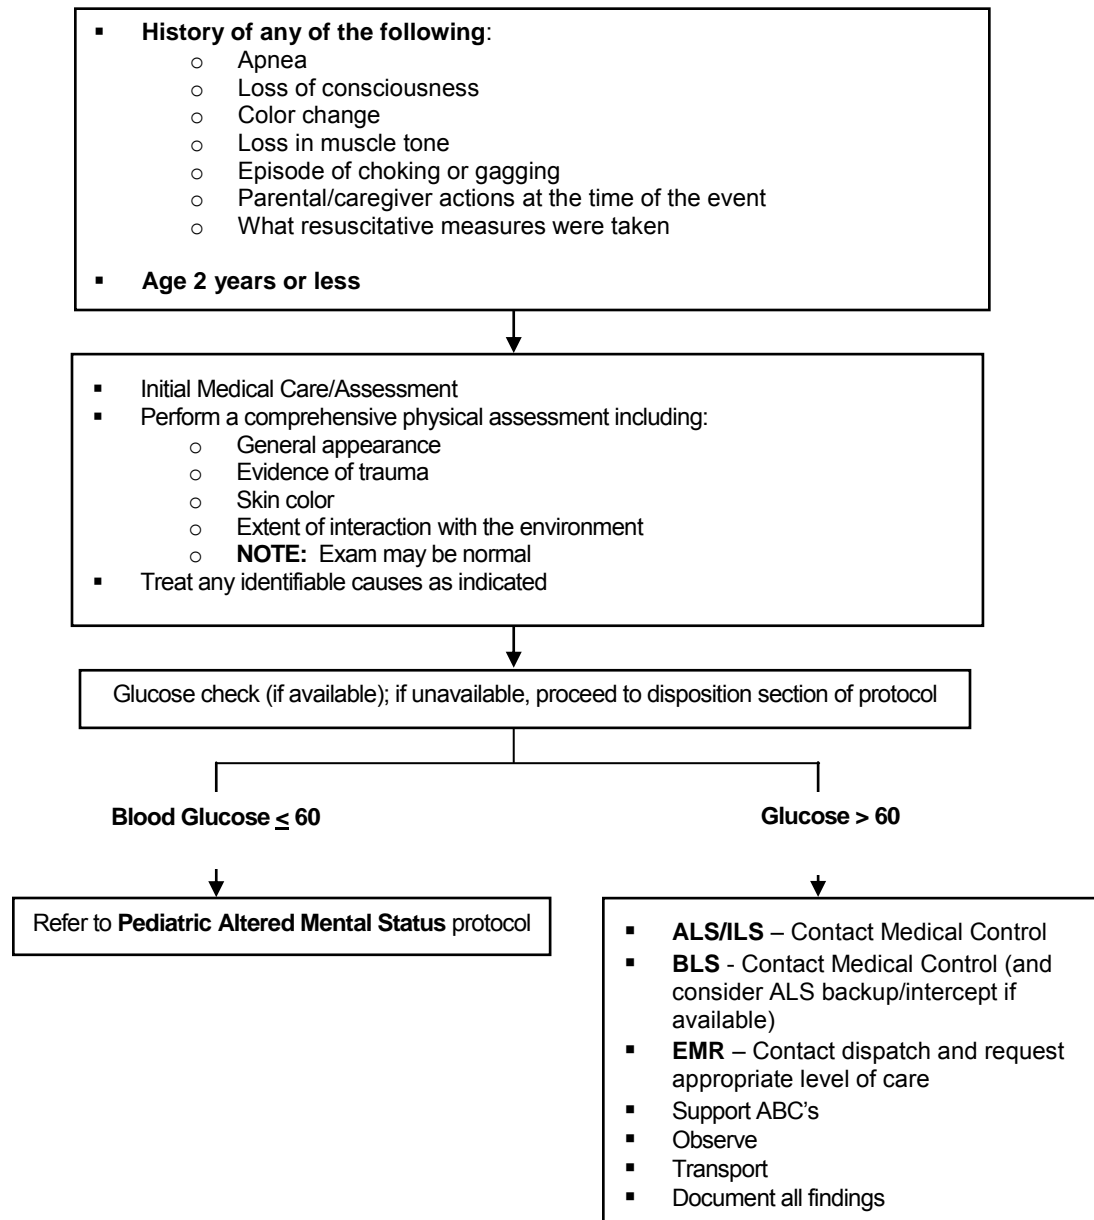 ▪ History of any of the following:
o Apnea
o Loss of consciousness
o Color change
o Loss in muscle tone
o Episode of choking or gagging
o Parental/caregiver actions at the time of the event
o What resuscitative measures were taken
▪ Age 2 years or less
▪ Initial Medical Care/Assessment
▪ Perform a comprehensive physical assessment including:
o General appearance
o Evidence of trauma
o Skin color
o Extent of interaction with the environment
o NOTE: Exam may be normal
▪ Treat any identifiable causes as indicated
Glucose check (if available); if unavailable, proceed to disposition section of protocol
Blood Glucose ≤ 60
Glucose > 60
Refer to Pediatric Altered Mental Status protocol
▪ ALS/ILS – Contact Medical Control
▪ BLS - Contact Medical Control (and
consider ALS backup/intercept if
available)
▪ EMR – Contact dispatch and request
appropriate level of care
▪ Support ABC's
▪ Observe
▪ Transport
▪ Document all findings